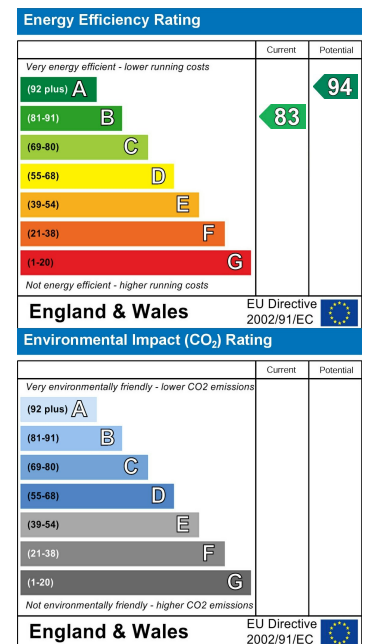 Energy Efficiency Rating
Current Potential
Very energy efficient - lower running costs
(92 plus) A
94
(81-91) B
83
(69-80) C
(55-68) D
(39-54) E
(21-38) F
(1-20) G
Not energy efficient - higher running costs
England & Wales
EU Directive
2002/91/EC
Environmental Impact (CO₂) Rating
Current Potential
Very environmentally friendly - lower CO2 emissions
(92 plus) A
(81-91) B
(69-80) C
(55-68) D
(39-54) E
(21-38) F
(1-20) G
Not environmentally friendly - higher CO2 emissions
England & Wales
EU Directive
2002/91/EC